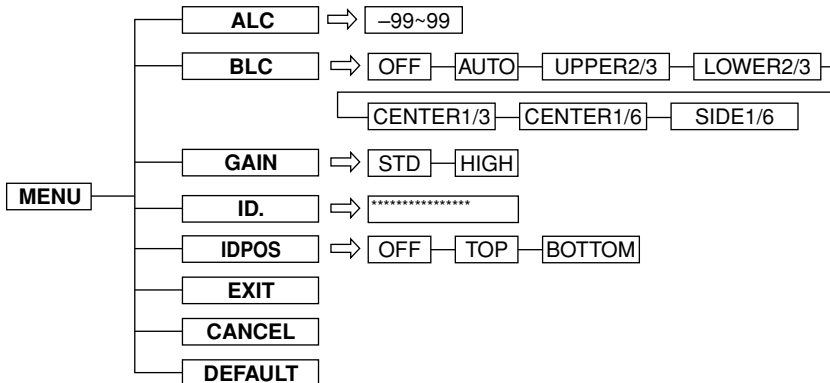 ALC –99~99
BLC OFF AUTO UPPER2/3 LOWER2/3
CENTER1/3 CENTER1/6 SIDE1/6
GAIN STD HIGH
MENU
ID. ****************
IDPOS OFF TOP BOTTOM
EXIT
CANCEL
DEFAULT